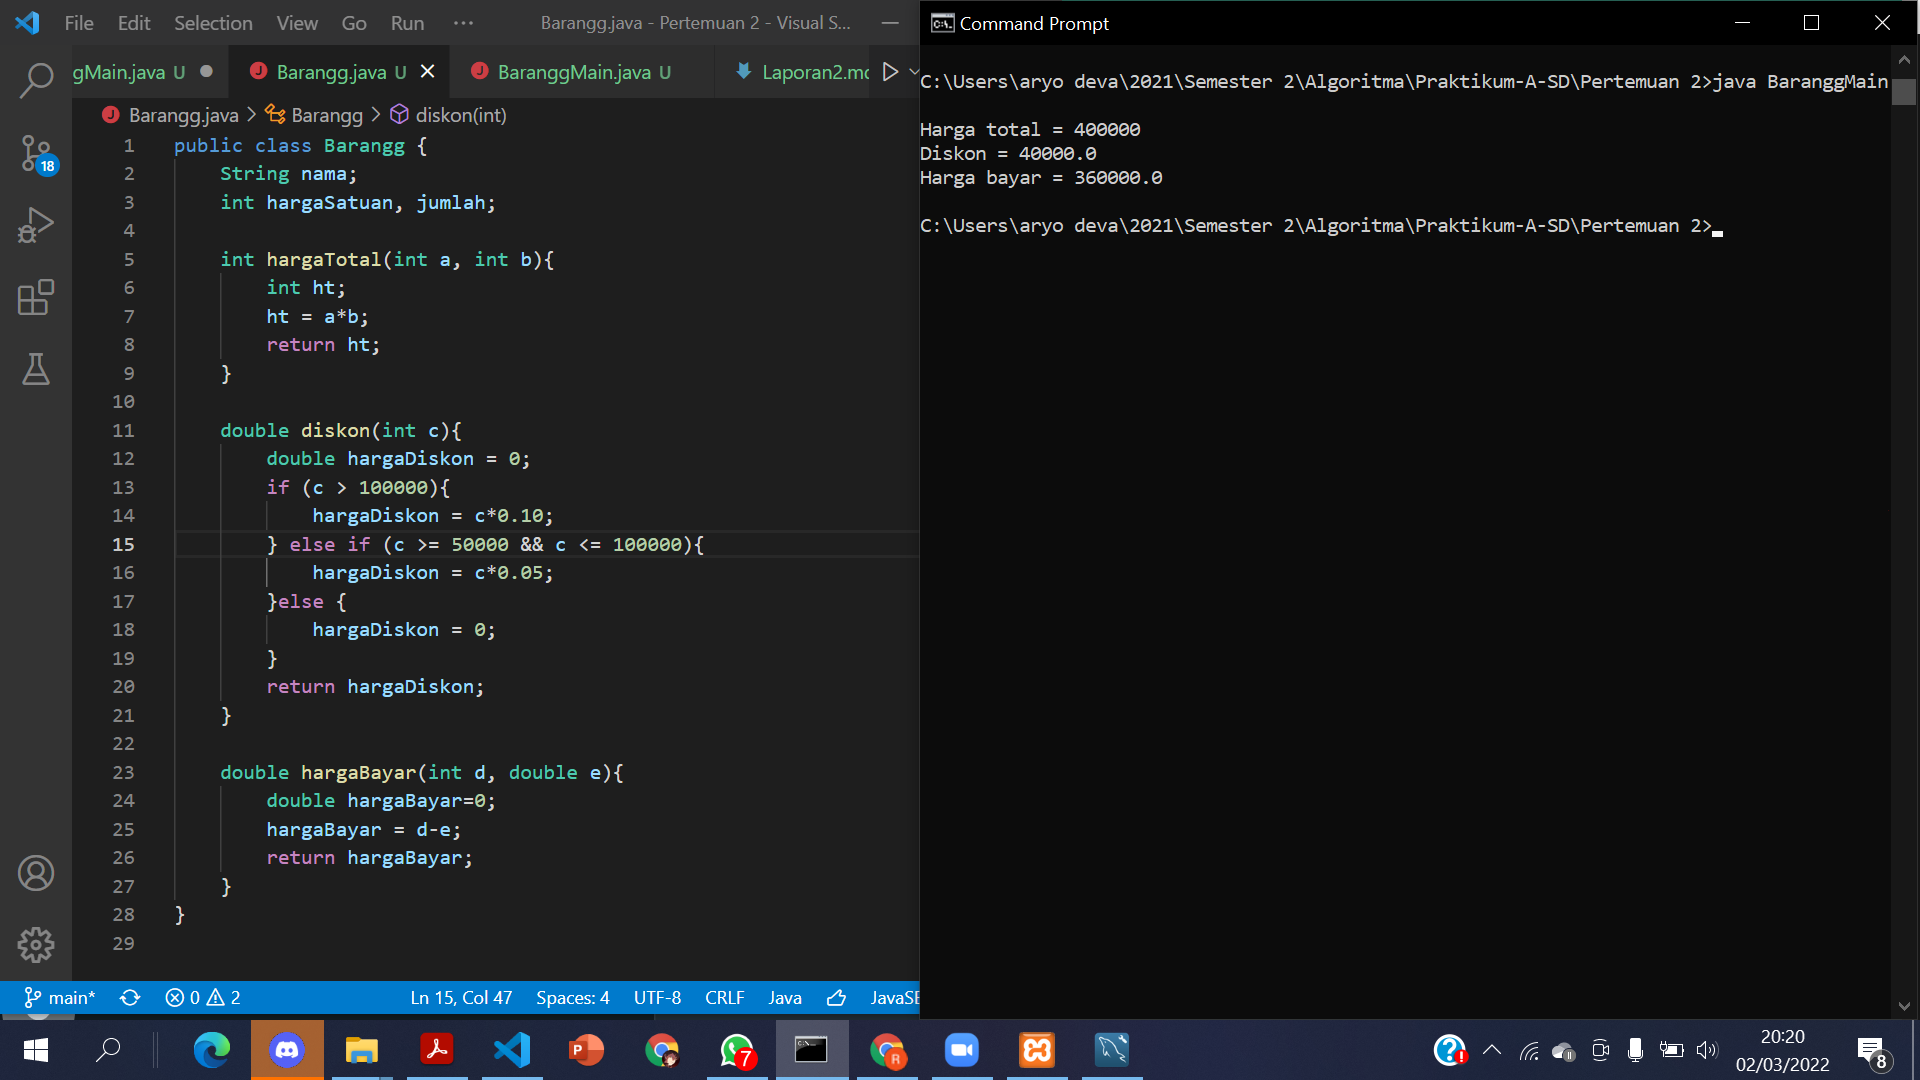 File Edit Selection View Go Run ··· Barangg.java - Pertemuan 2 - Visual S...
gMain.java U Barangg.java U BaranggMain.java U Laporan2.md
Barangg.java > Barangg > diskon(int)
1 public class Barangg {
2 String nama;
3 int hargaSatuan, jumlah;
4
5 int hargaTotal(int a, int b){
6 int ht;
7 ht = a*b;
8 return ht;
9 }
10
11 double diskon(int c){
12 double hargaDiskon = 0;
13 if (c > 100000){
14 hargaDiskon = c*0.10;
15 } else if (c >= 50000 && c <= 100000){
16 hargaDiskon = c*0.05;
17 }else {
18 hargaDiskon = 0;
19 }
20 return hargaDiskon;
21 }
22
23 double hargaBayar(int d, double e){
24 double hargaBayar=0;
25 hargaBayar = d-e;
26 return hargaBayar;
27 }
28 }
29
18
main* 0 2 Ln 15, Col 47 Spaces: 4 UTF-8 CRLF Java JavaSE
Command Prompt
C:\Users\aryo deva\2021\Semester 2\Algoritma\Praktikum-A-SD\Pertemuan 2>java BaranggMain
Harga total = 400000
Diskon = 40000.0
Harga bayar = 360000.0
C:\Users\aryo deva\2021\Semester 2\Algoritma\Praktikum-A-SD\Pertemuan 2>
7
20:20
02/03/2022
8